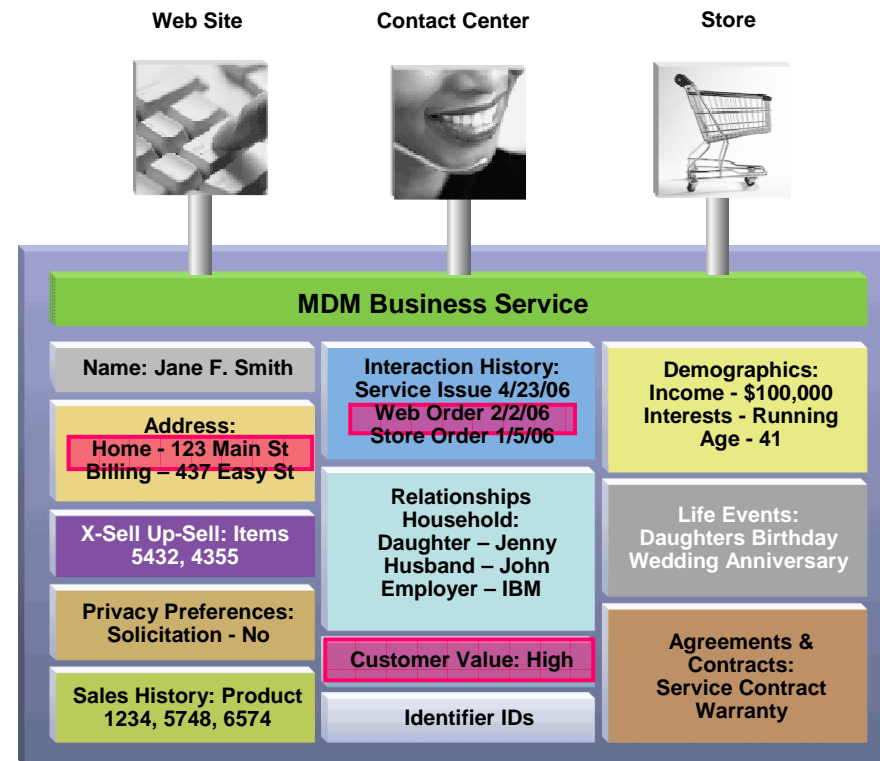 Web Site
Contact Center
Store
MDM Business Service
Name: Jane F. Smith
Address:
Home - 123 Main St
Billing – 437 Easy St
X-Sell Up-Sell: Items
5432, 4355
Privacy Preferences:
Solicitation - No
Sales History: Product
1234, 5748, 6574
Interaction History:
Service Issue 4/23/06
Web Order 2/2/06
Store Order 1/5/06
Relationships
Household:
Daughter – Jenny
Husband – John
Employer – IBM
Customer Value: High
Identifier IDs
Demographics:
Income - $100,000
Interests - Running
Age - 41
Life Events:
Daughters Birthday
Wedding Anniversary
Agreements &
Contracts:
Service Contract
Warranty